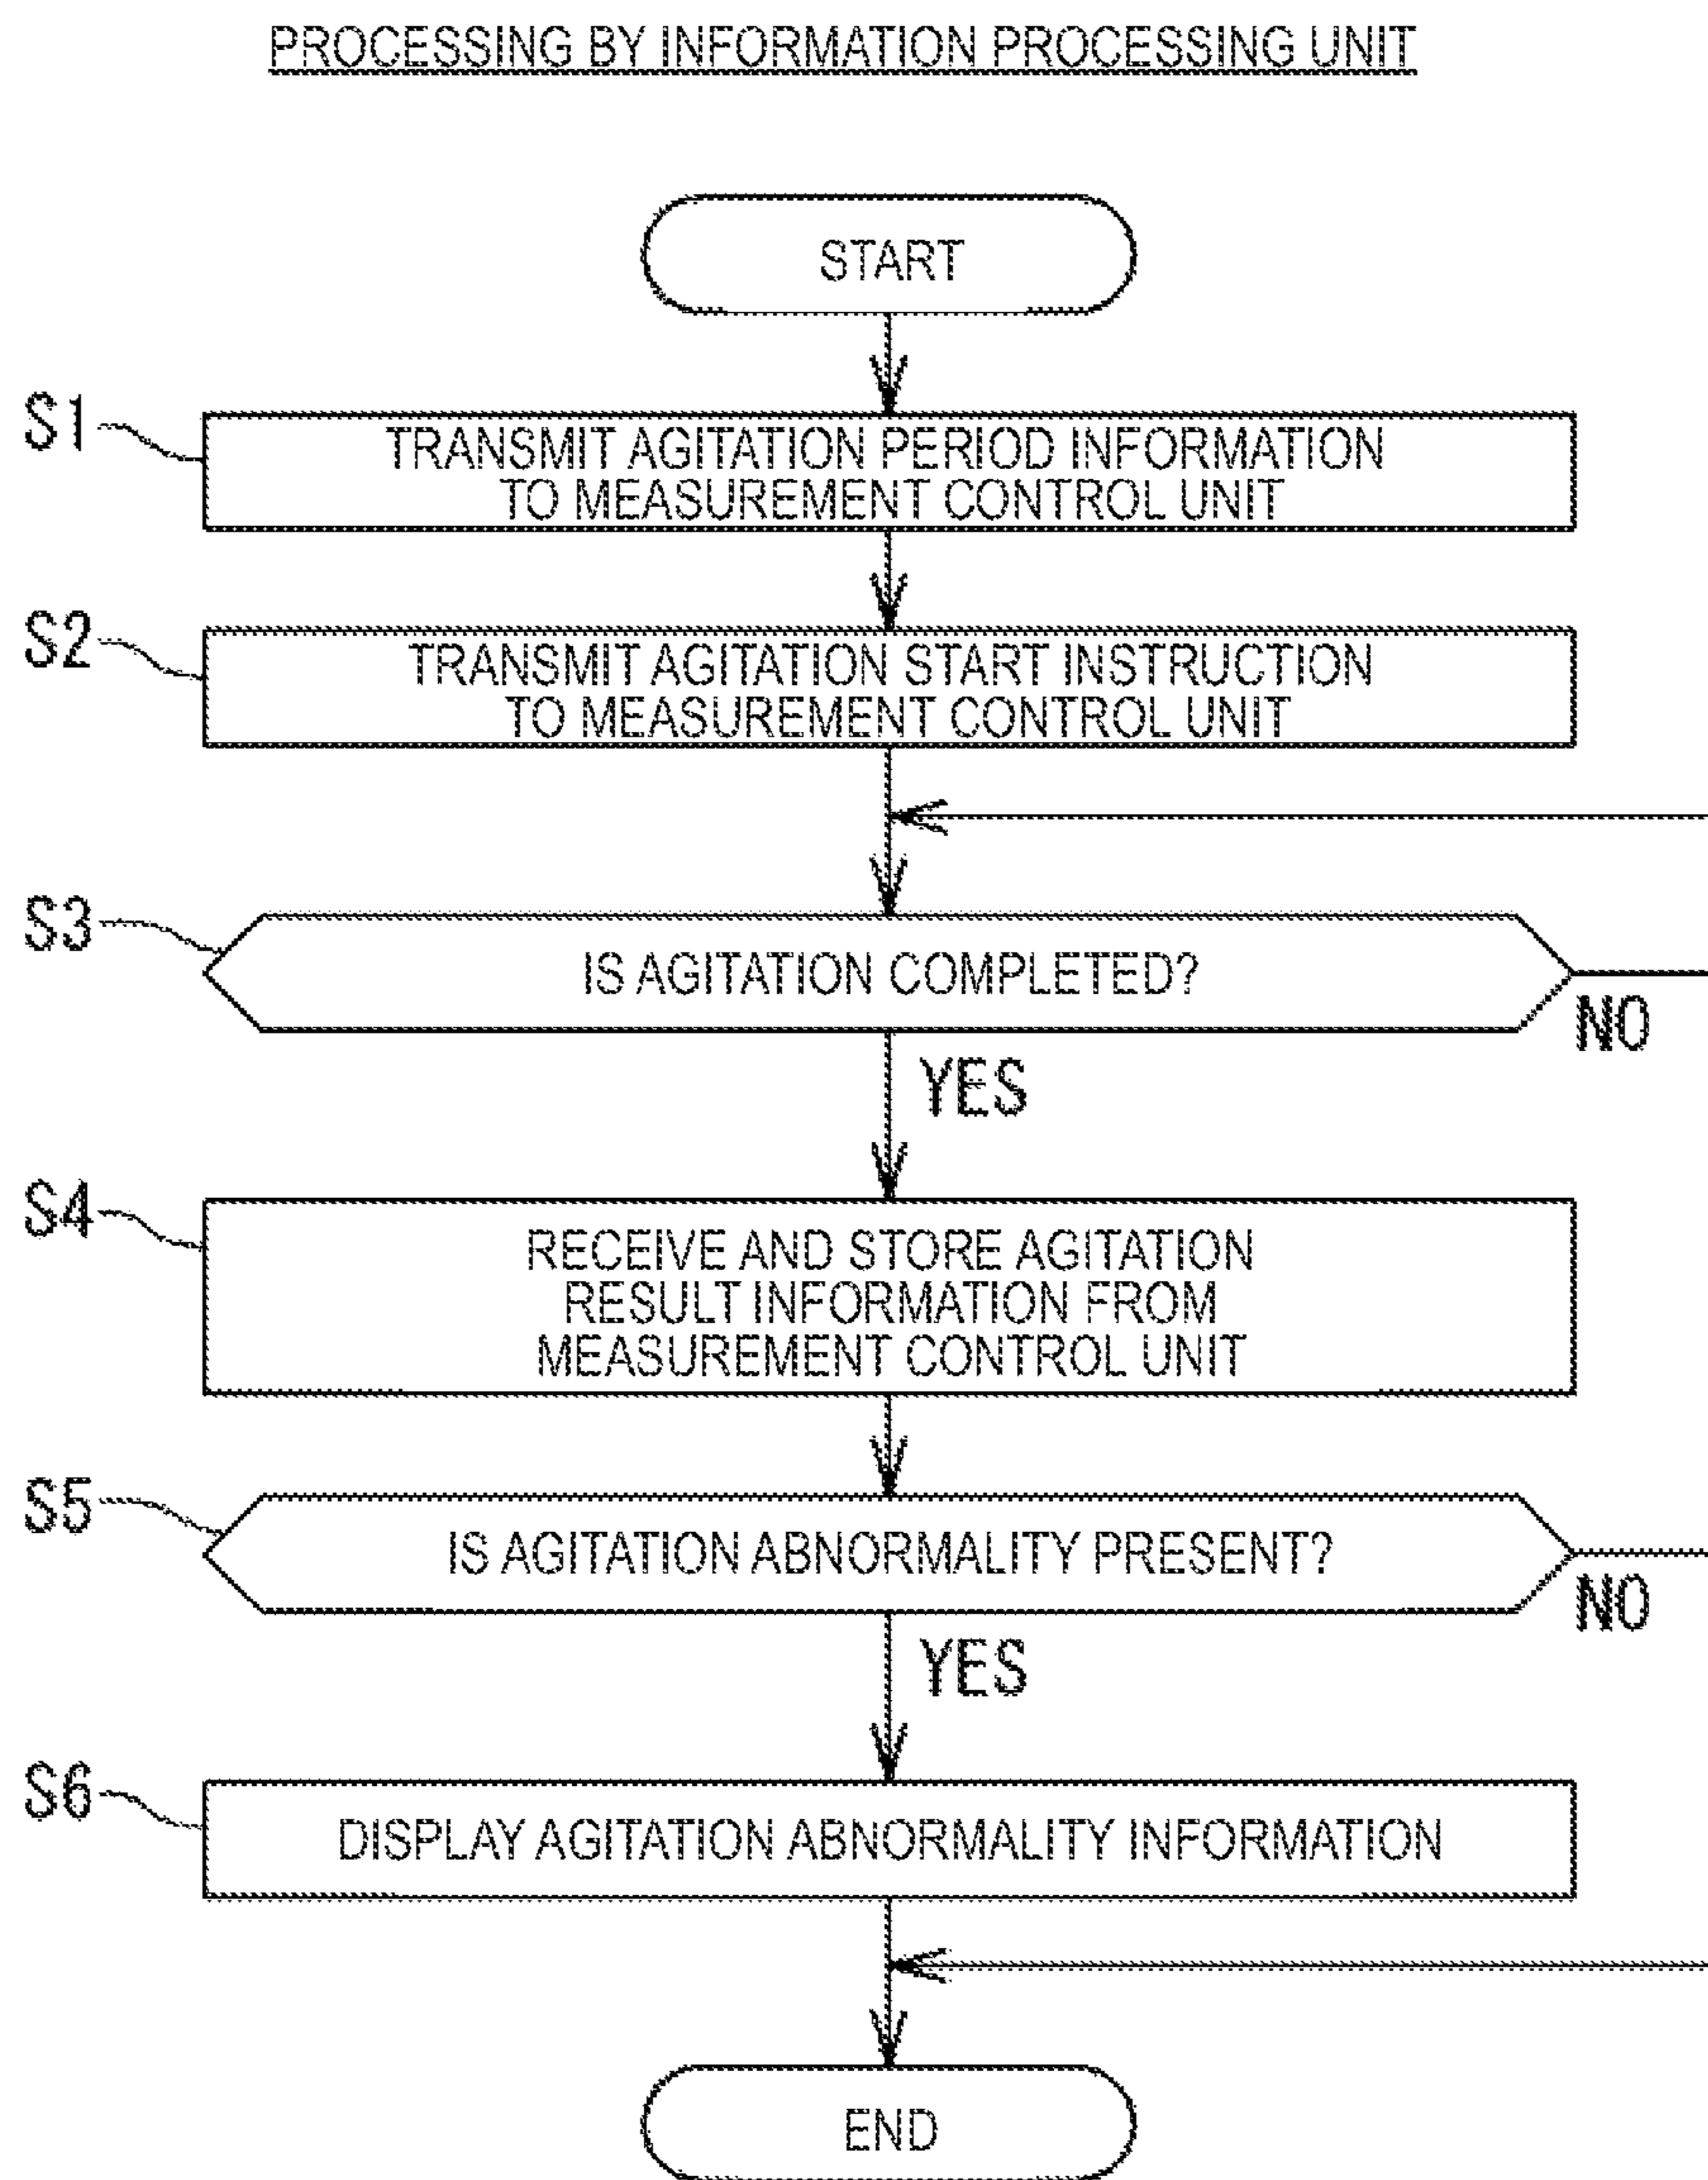 PROCESSING BY INFORMATION PROCESSING UNIT
START
S1
TRANSMIT AGITATION PERIOD INFORMATION
TO MEASUREMENT CONTROL UNIT
S2
TRANSMIT AGITATION START INSTRUCTION
TO MEASUREMENT CONTROL UNIT
S3
IS AGITATION COMPLETED?
NO
YES
S4
RECEIVE AND STORE AGITATION
RESULT INFORMATION FROM
MEASUREMENT CONTROL UNIT
S5
IS AGITATION ABNORMALITY PRESENT?
NO
YES
S6
DISPLAY AGITATION ABNORMALITY INFORMATION
END